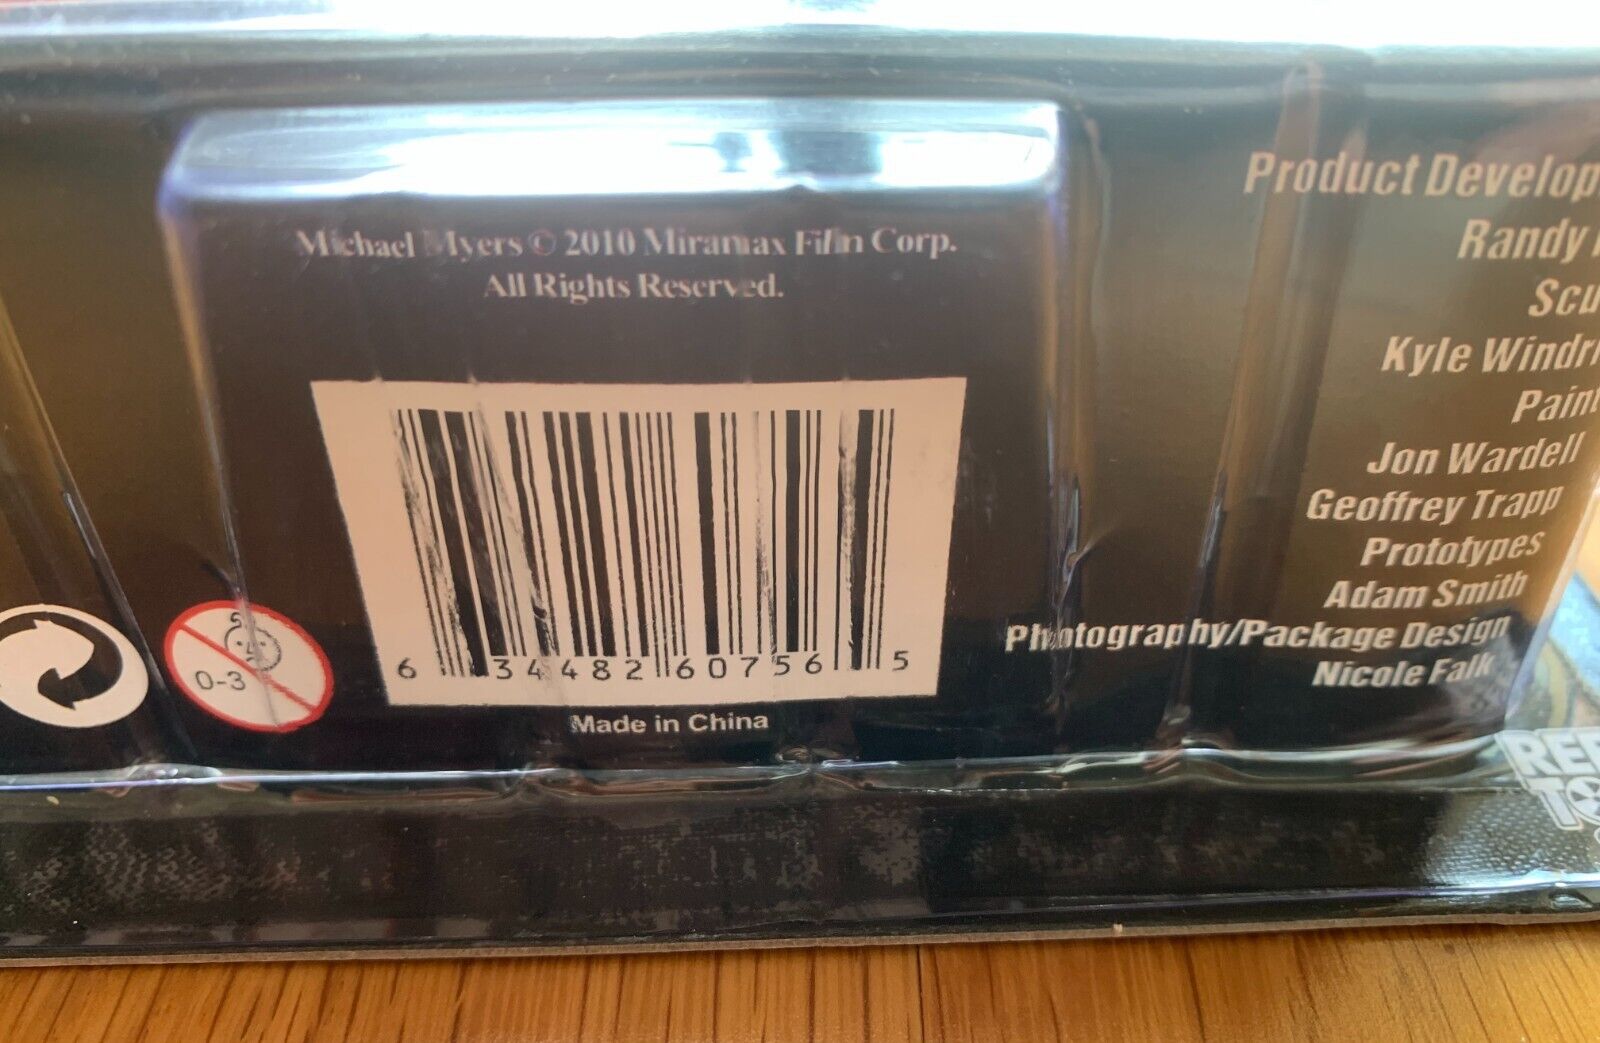 Michael Myers © 2010 Miramax Film Corp.
All Rights Reserved.
6 34482 60756 5
Made in China
0-3
Product Develop
Randy
Scu
Kyle Windr
Paint
Jon Wardell
Geoffrey Trapp
Prototypes
Adam Smith
Photography/Package Design
Nicole Falk